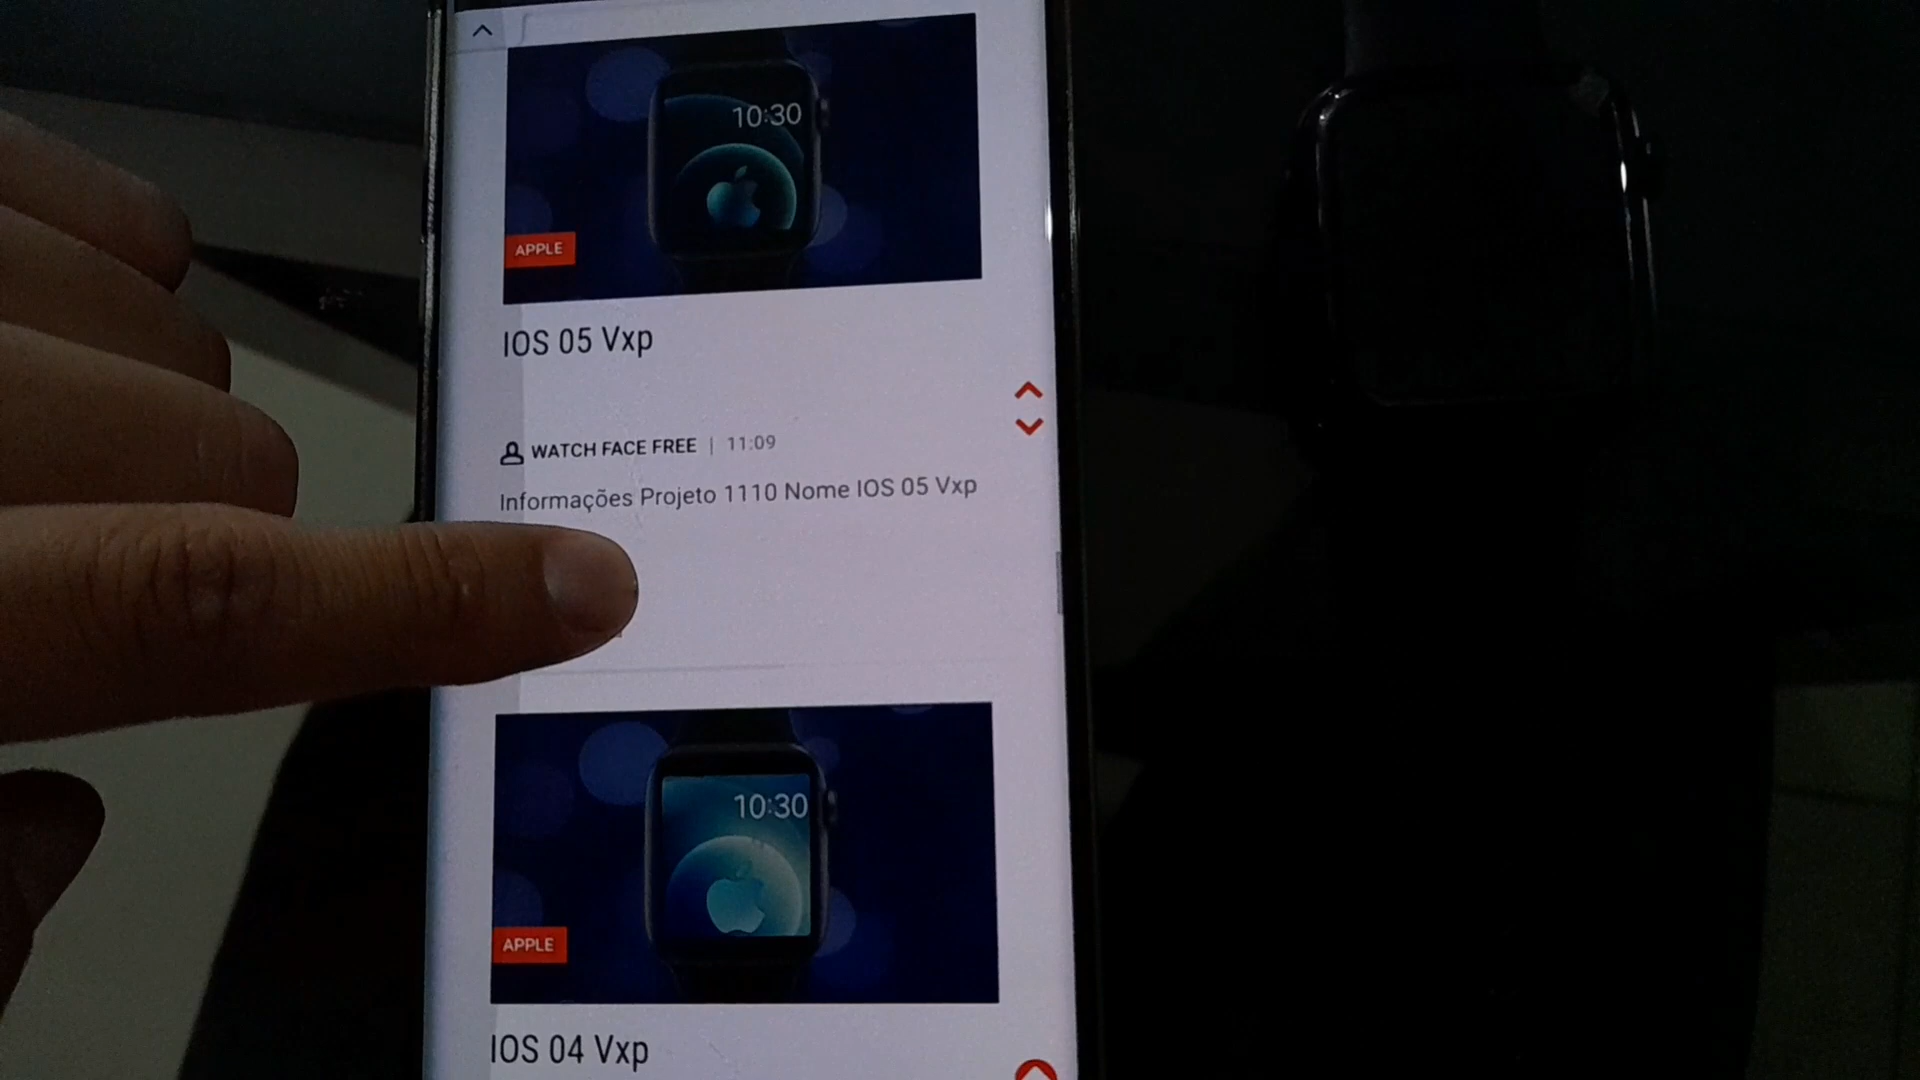 10:30
APPLE
IOS 05 Vxp
WATCH FACE FREE | 11:09
Informações Projeto 1110 Nome IOS 05 Vxp
10:30
APPLE
IOS 04 Vxp